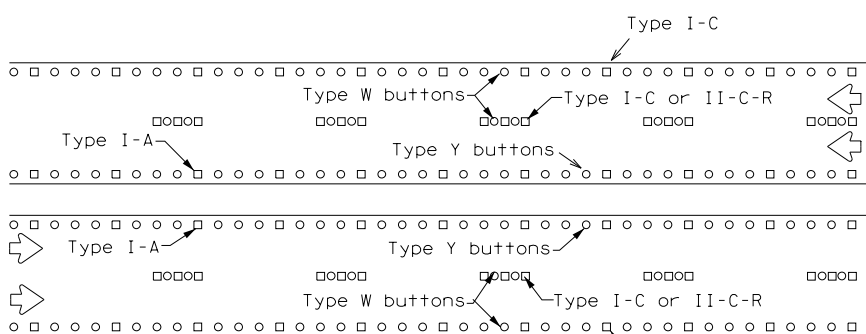 Type I-C
Type W buttons
Type I-C or II-C-R
Type I-A
Type Y buttons
Type I-A
Type Y buttons
Type W buttons
Type I-C or II-C-R